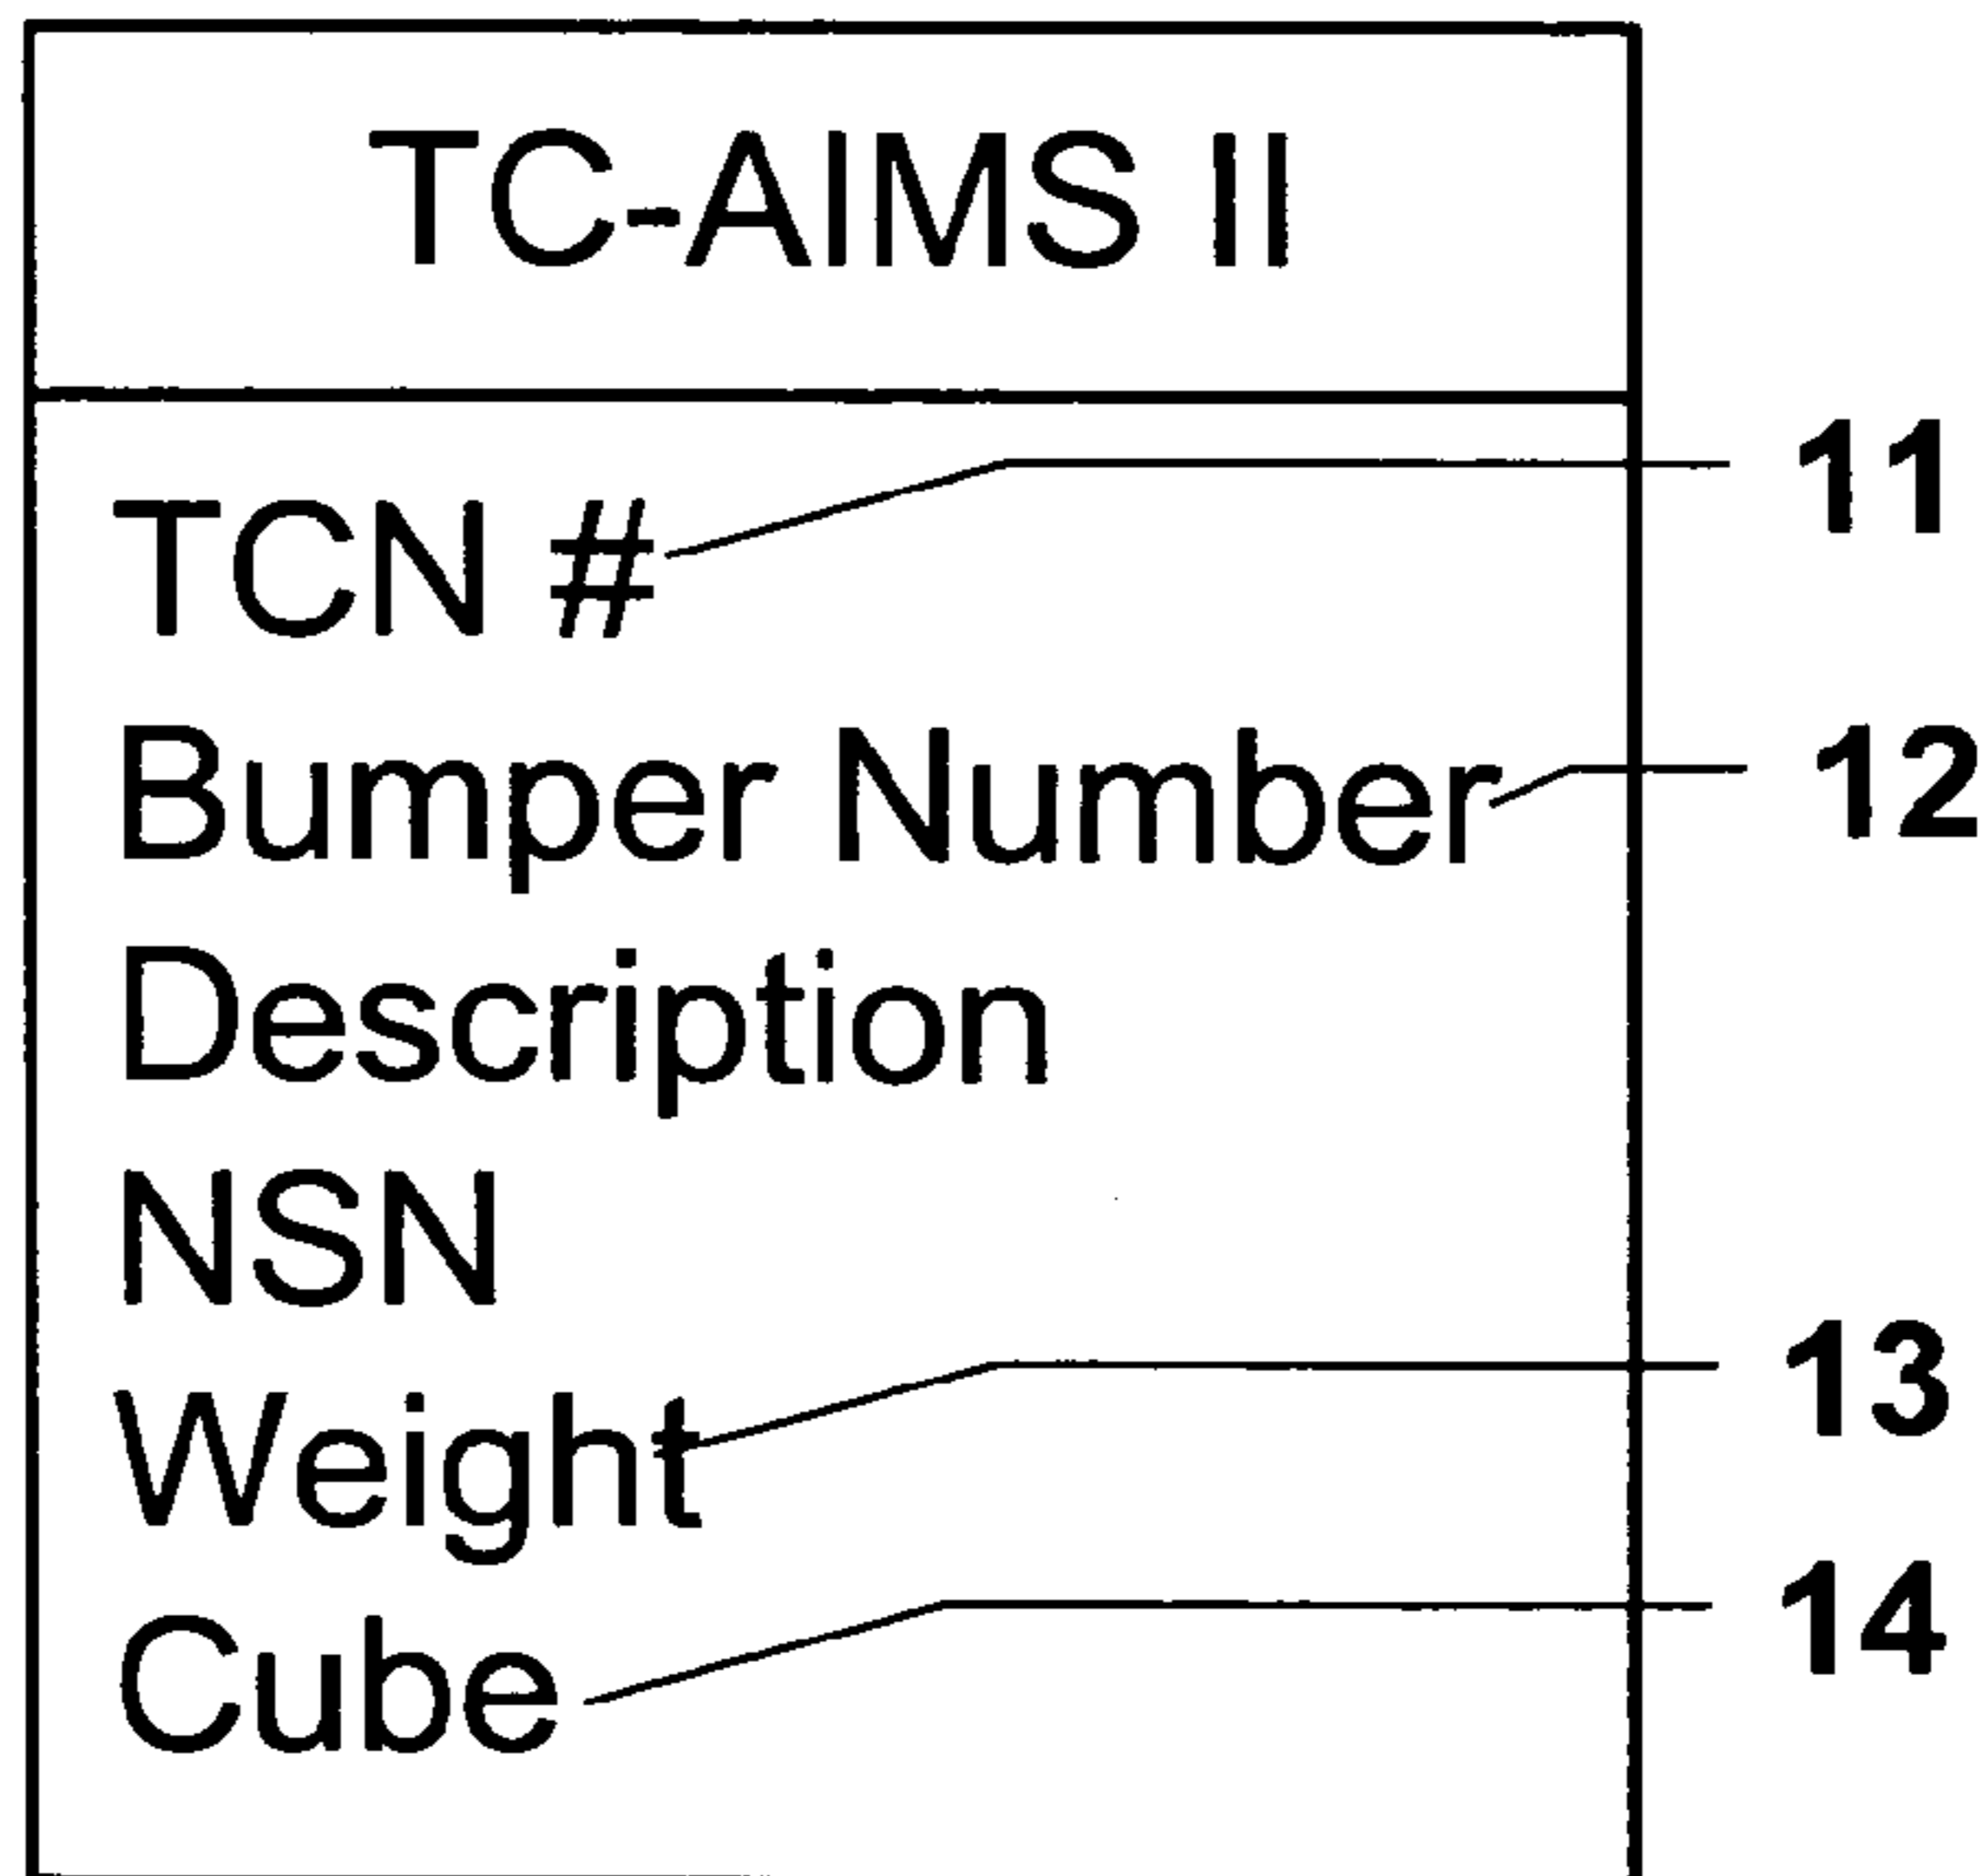 TC-AIMS II
TCN # 11
Bumper Number 12
Description
NSN
Weight 13
Cube 14